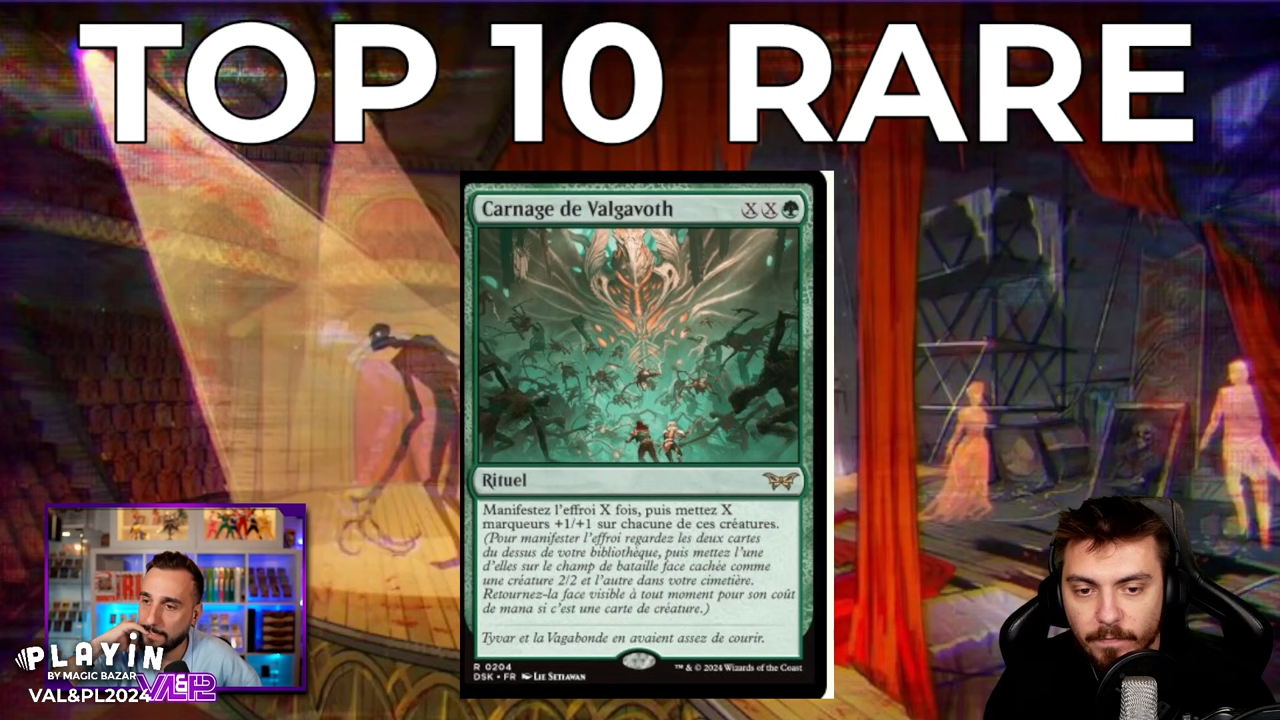 TOP 10 RARE
Carnage de Valgavoth
X X
Rituel
Manifestez l'effroi X fois, puis mettez X
marqueurs +1/+1 sur chacune de ces créatures.
(Pour manifester l'effroi regardez les deux cartes
du dessus de votre bibliothèque, puis mettez l'une
d'elles sur le champ de bataille face cachée comme
une créature 2/2 et l'autre dans votre cimetière.
Retournez-la face visible à tout moment pour son coût
de mana si c'est une carte de créature.)
Tyvar et la Vagabonde en avaient assez de courir.
R 0204
DSK • FR LIE SETIAWAN
™ & © 2024 Wizards of the Coast
PLAYIN
BY MAGIC BAZAR
VAL&PL2024
VAL&PL